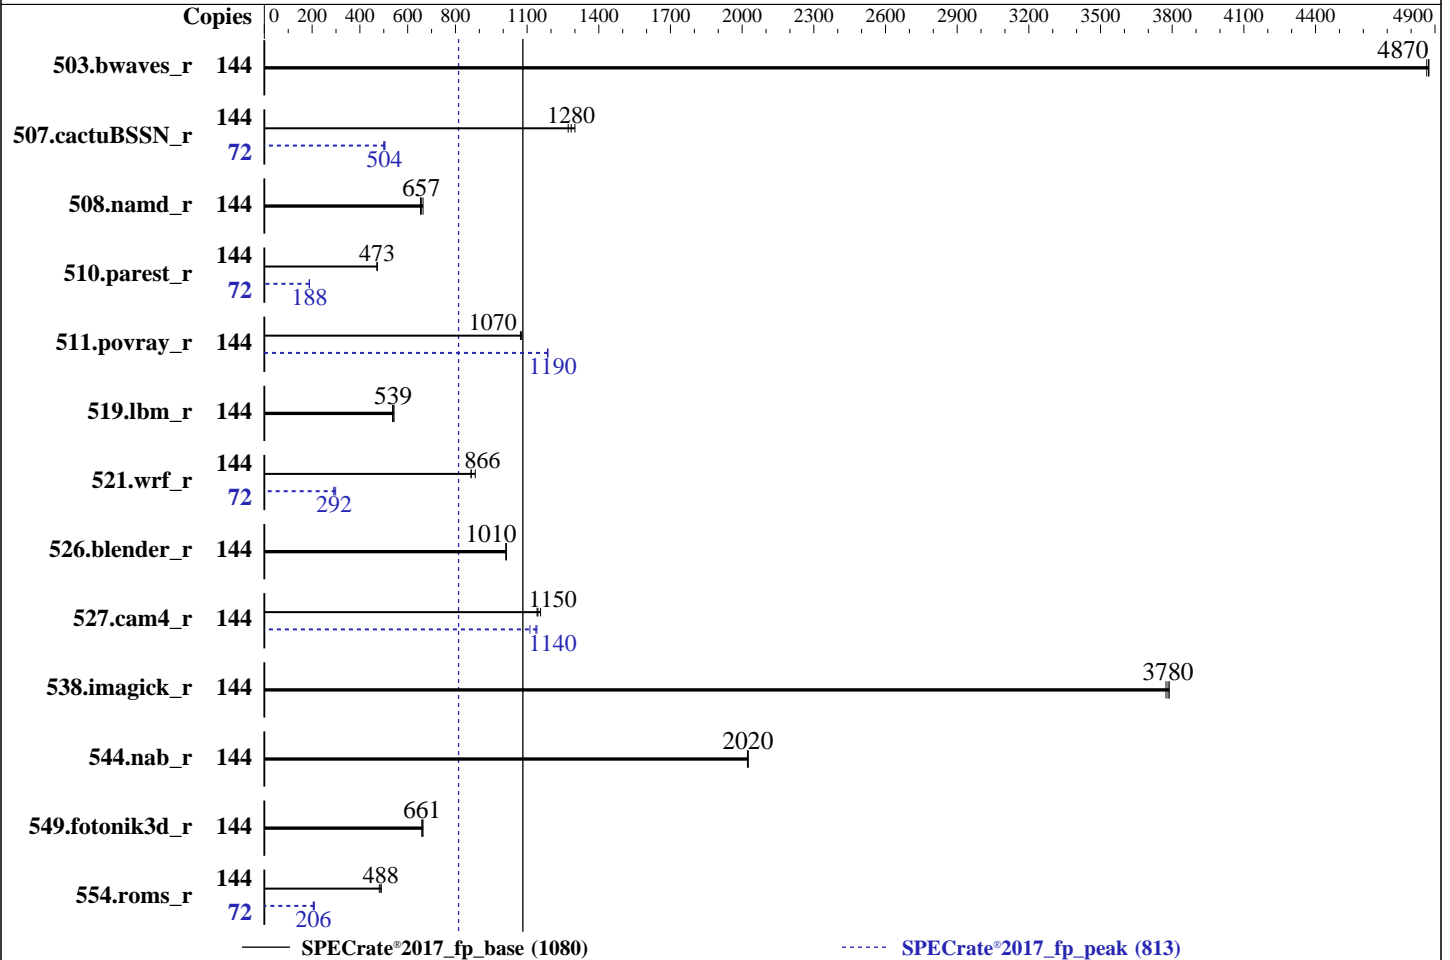 Copies 0 200 400 600 800 1100 1400 1700 2000 2300 2600 2900 3200 3500 3800 4100 4400 4900
503.bwaves_r 144 4870
507.cactuBSSN_r 144 1280
72 504
508.namd_r 144 657
510.parest_r 144 473
72 188
511.povray_r 144 1070
1190
519.lbm_r 144 539
521.wrf_r 144 866
72 292
526.blender_r 144 1010
527.cam4_r 144 1150
1140
538.imagick_r 144 3780
544.nab_r 144 2020
549.fotonik3d_r 144 661
554.roms_r 144 488
72 206
SPECrate®2017_fp_base (1080) SPECrate®2017_fp_peak (813)